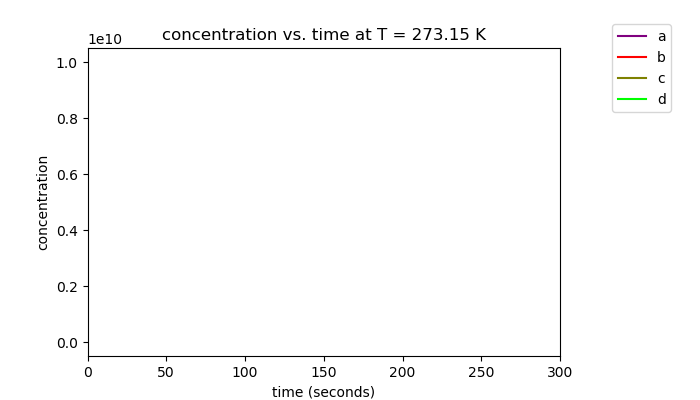 concentration vs. time at T = 273.15 K
1e10
1.0
0.8
0.6
0.4
0.2
0.0
concentration
0 50 100 150 200 250 300
time (seconds)
a
b
c
d